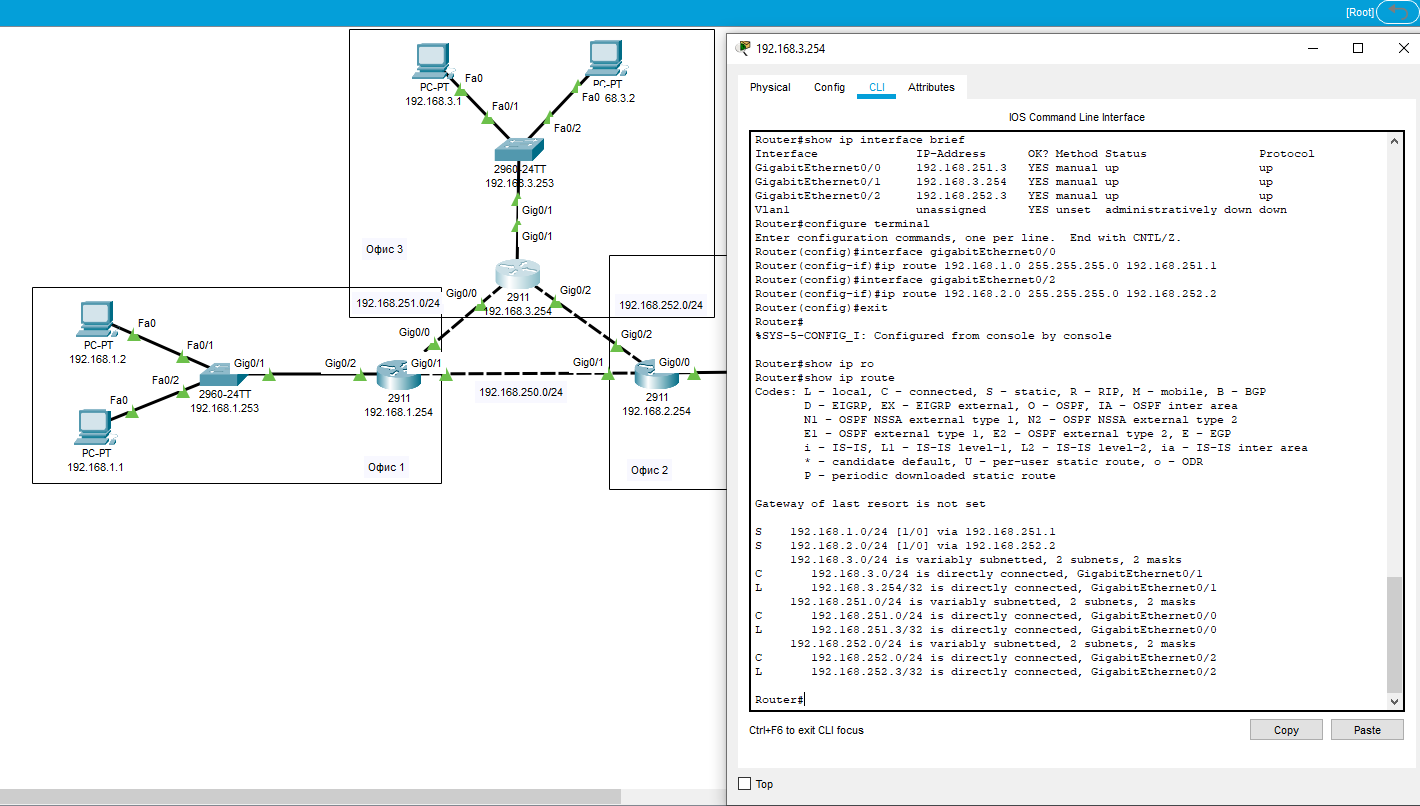 [Root]
192.168.3.254
Physical Config CLI Attributes
IOS Command Line Interface
Router#show ip interface brief
Interface IP-Address OK? Method Status Protocol
GigabitEthernet0/0 192.168.251.3 YES manual up up
GigabitEthernet0/1 192.168.3.254 YES manual up up
GigabitEthernet0/2 192.168.252.3 YES manual up up
Vlan1 unassigned YES unset administratively down down
Router#configure terminal
Enter configuration commands, one per line. End with CNTL/Z.
Router(config)#interface gigabitEthernet0/0
Router(config-if)#ip route 192.168.1.0 255.255.255.0 192.168.251.1
Router(config)#interface gigabitEthernet0/2
Router(config-if)#ip route 192.168.2.0 255.255.255.0 192.168.252.2
Router(config)#exit
Router#
%SYS-5-CONFIG_I: Configured from console by console
Router#show ip ro
Router#show ip route
Codes: L - local, C - connected, S - static, R - RIP, M - mobile, B - BGP
D - EIGRP, EX - EIGRP external, O - OSPF, IA - OSPF inter area
N1 - OSPF NSSA external type 1, N2 - OSPF NSSA external type 2
E1 - OSPF external type 1, E2 - OSPF external type 2, E - EGP
i - IS-IS, L1 - IS-IS level-1, L2 - IS-IS level-2, ia - IS-IS inter area
* - candidate default, U - per-user static route, o - ODR
P - periodic downloaded static route
Gateway of last resort is not set
S 192.168.1.0/24 [1/0] via 192.168.251.1
S 192.168.2.0/24 [1/0] via 192.168.252.2
192.168.3.0/24 is variably subnetted, 2 subnets, 2 masks
C 192.168.3.0/24 is directly connected, GigabitEthernet0/1
L 192.168.3.254/32 is directly connected, GigabitEthernet0/1
192.168.251.0/24 is variably subnetted, 2 subnets, 2 masks
C 192.168.251.0/24 is directly connected, GigabitEthernet0/0
L 192.168.251.3/32 is directly connected, GigabitEthernet0/0
192.168.252.0/24 is variably subnetted, 2 subnets, 2 masks
C 192.168.252.0/24 is directly connected, GigabitEthernet0/2
L 192.168.252.3/32 is directly connected, GigabitEthernet0/2
Router#
Ctrl+F6 to exit CLI focus
Copy
Paste
Top
PC-PT
192.168.3.1
Fa0
PC-PT
Fa0
68.3.2
Fa0/1
Fa0/2
2960-24TT
192.168.3.253
Gig0/1
Gig0/1
Офис 3
2911
192.168.3.254
Gig0/0
Gig0/2
192.168.251.0/24
192.168.252.0/24
Gig0/0
Gig0/2
PC-PT
192.168.1.2
Fa0
Fa0/1
Fa0/2
Fa0
PC-PT
192.168.1.1
Gig0/1
2960-24TT
192.168.1.253
Gig0/2
Gig0/1
2911
192.168.1.254
Офис 1
192.168.250.0/24
Gig0/1
Gig0/0
2911
192.168.2.254
Офис 2